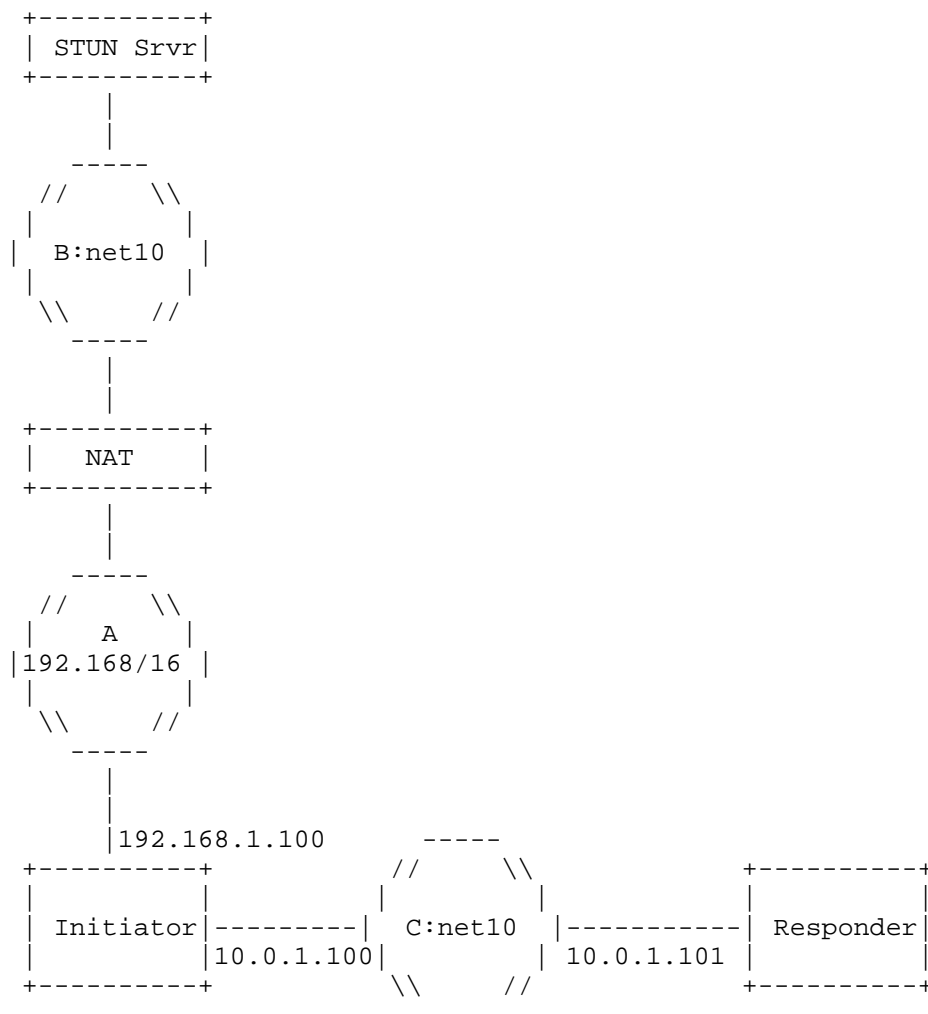 STUN Srvr
B:net10
NAT
A
192.168/16
192.168.1.100
Initiator
C:net10
Responder
10.0.1.100
10.0.1.101